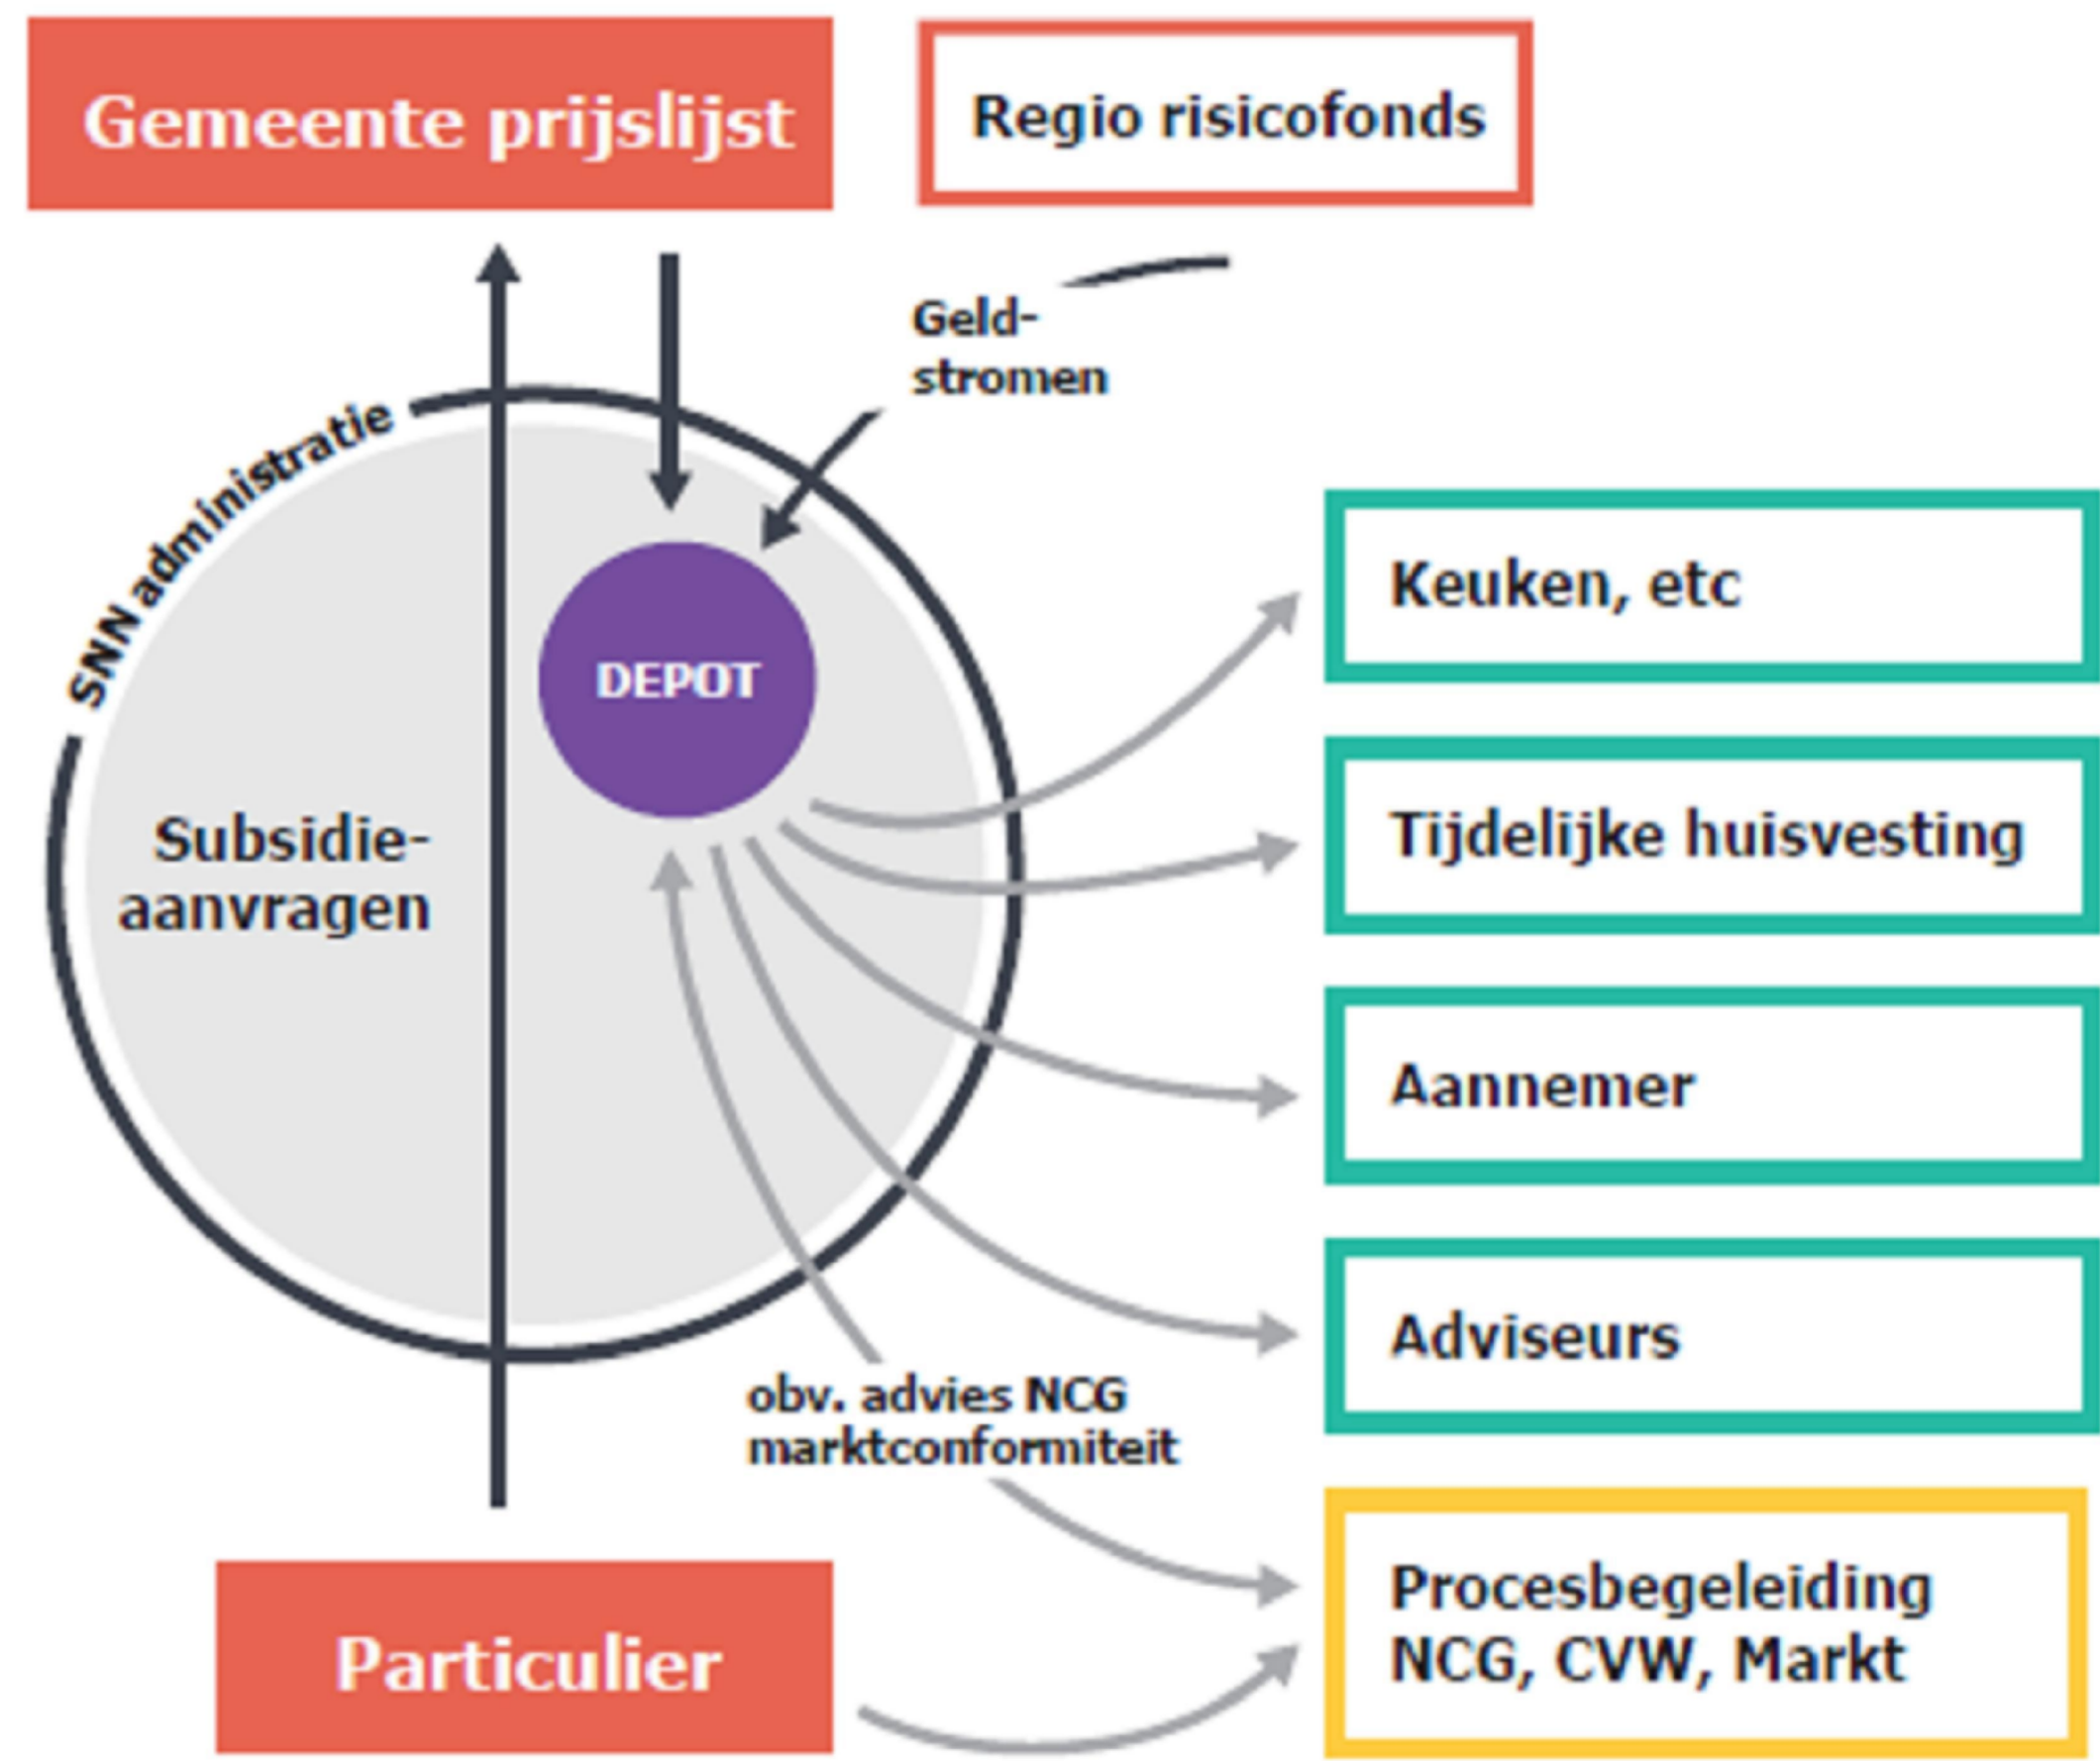 Gemeente prijslijst
Regio risicofonds
Geld-
stromen
SNN administratie
DEPOT
Subsidie-
aanvragen
Keuken, etc
Tijdelijke huisvesting
Aannemer
Adviseurs
obv. advies NCG
marktconformiteit
Procesbegeleiding
NCG, CVW, Markt
Particulier